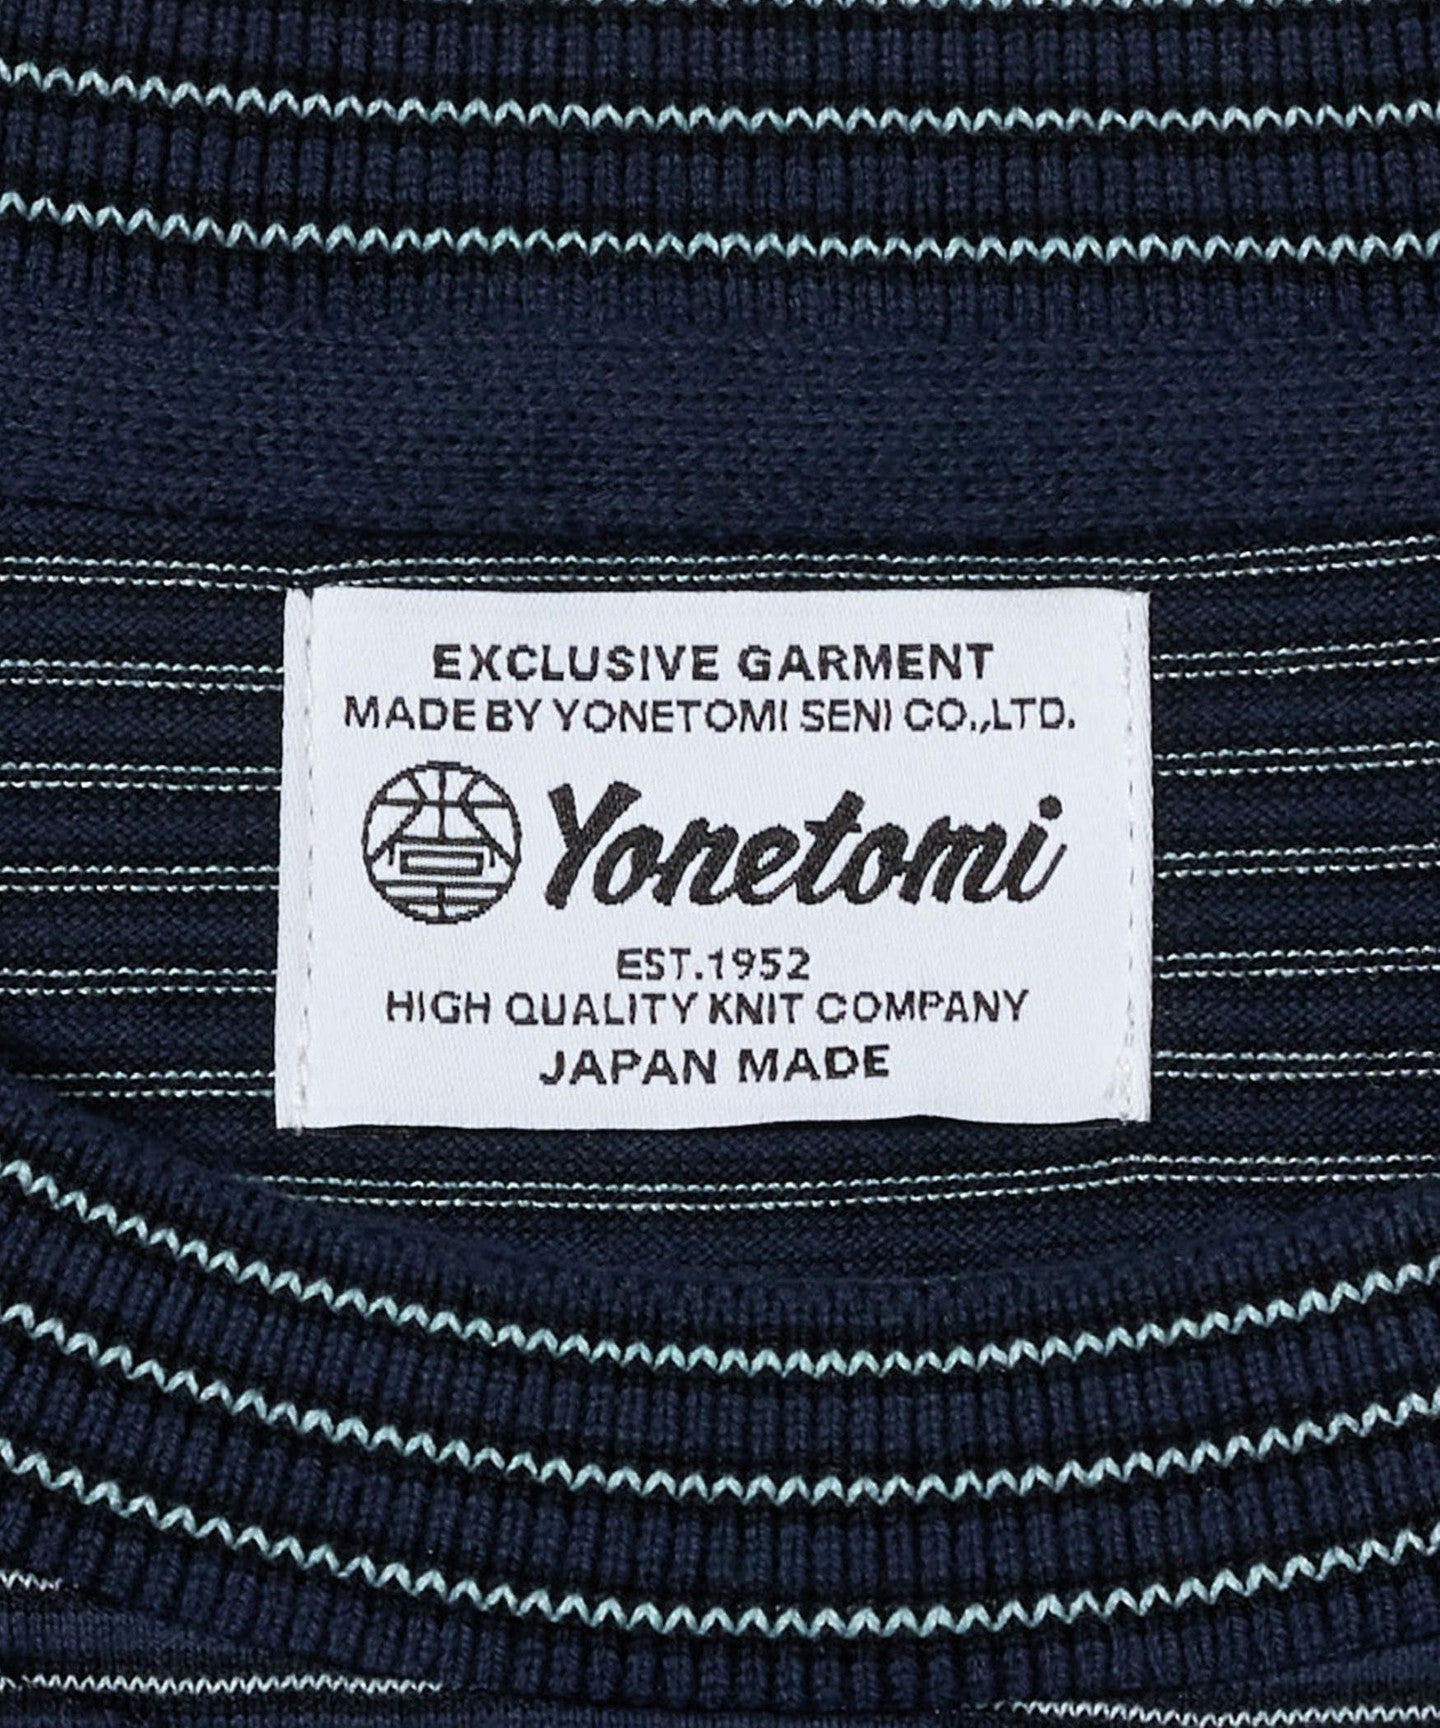 EXCLUSIVE GARMENT
MADE BY YONETOMI SENI CO.,LTD.
Yonetomi
EST.1952
HIGH QUALITY KNIT COMPANY
JAPAN MADE